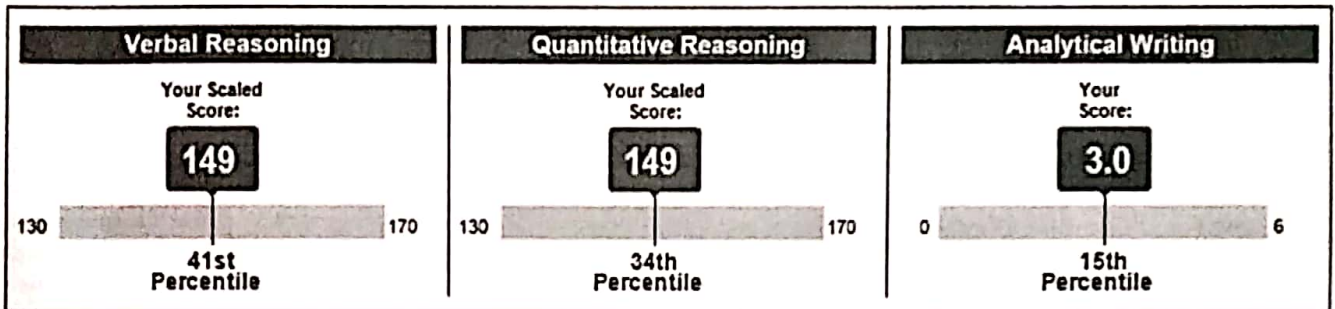 Verbal Reasoning
Your Scaled
Score:
149
130
170
41st
Percentile
Quantitative Reasoning
Your Scaled
Score:
149
130
170
34th
Percentile
Analytical Writing
Your
Score:
3.0
0
6
15th
Percentile